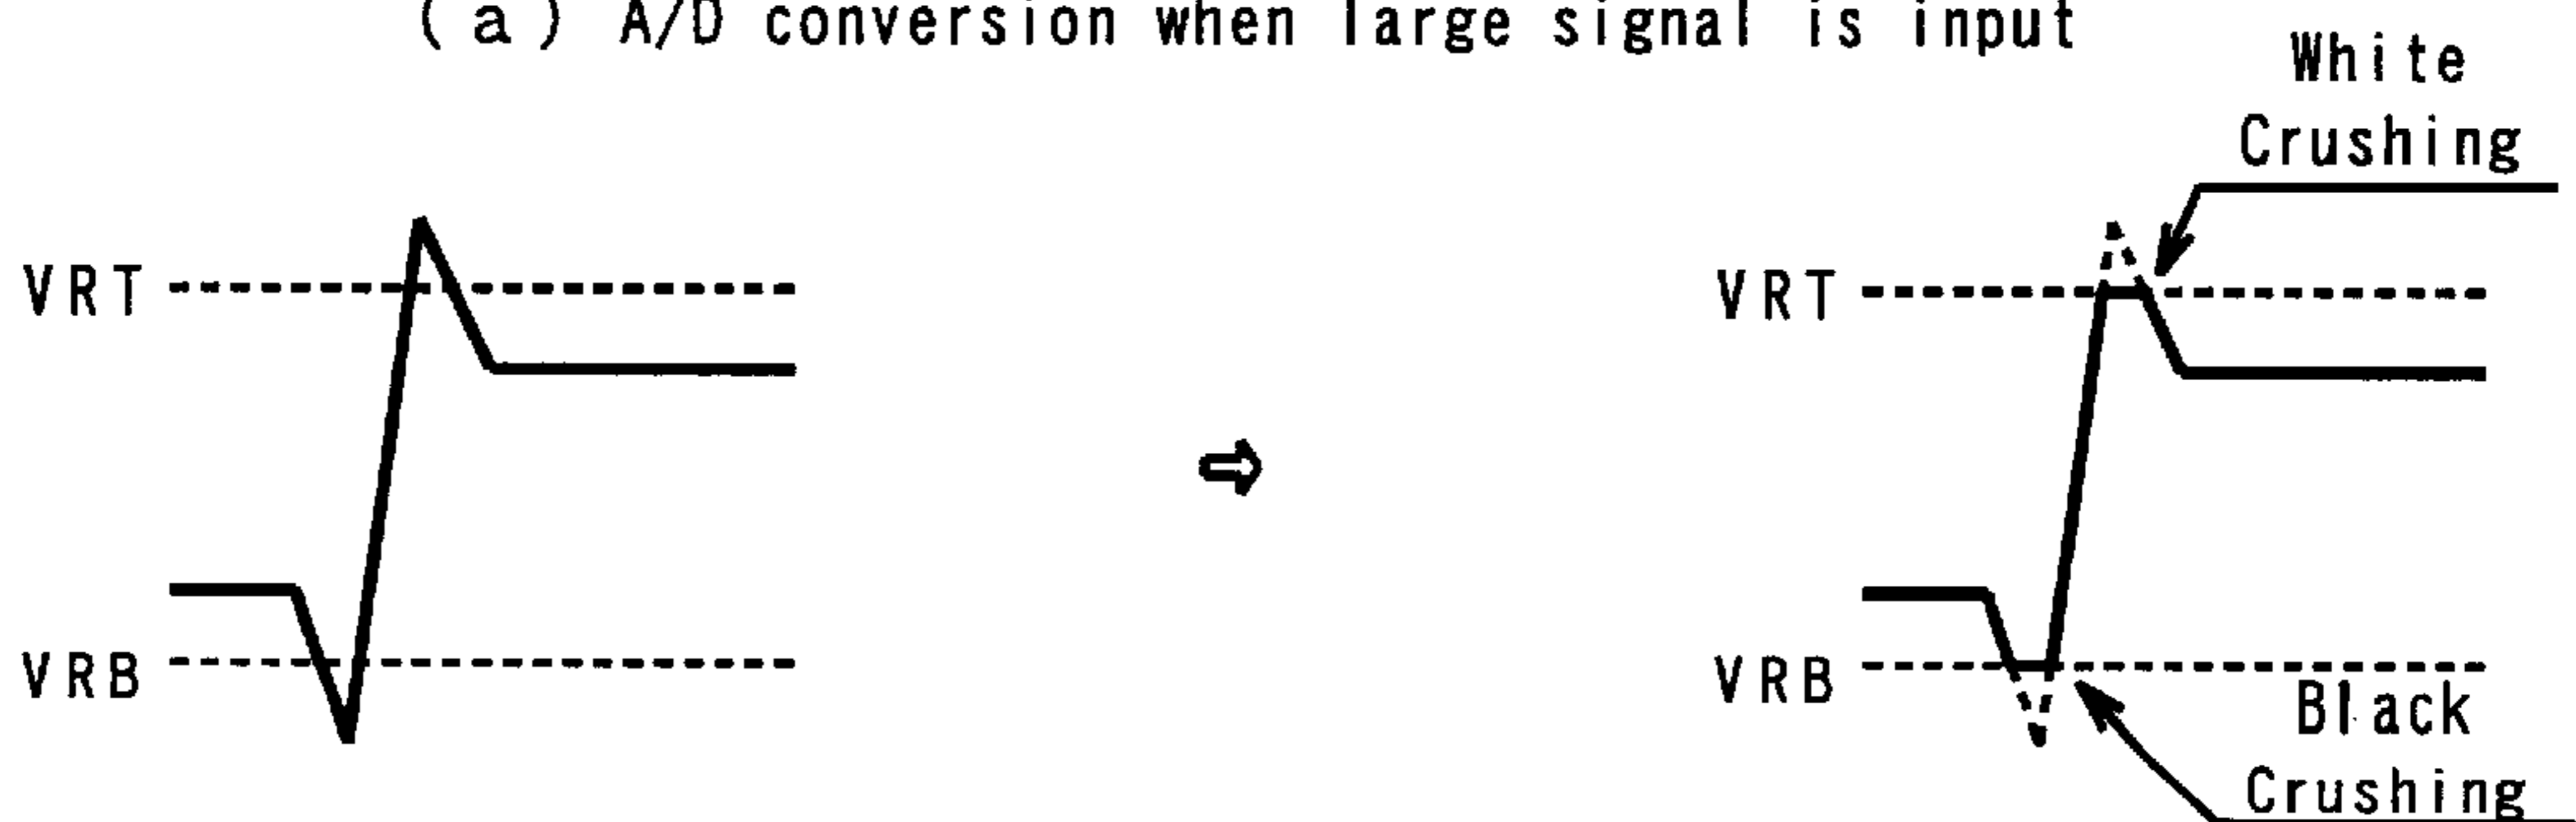 (a) A/D conversion when large signal is input
White
Crushing
VRT
VRT
VRB
VRB
Black
Crushing